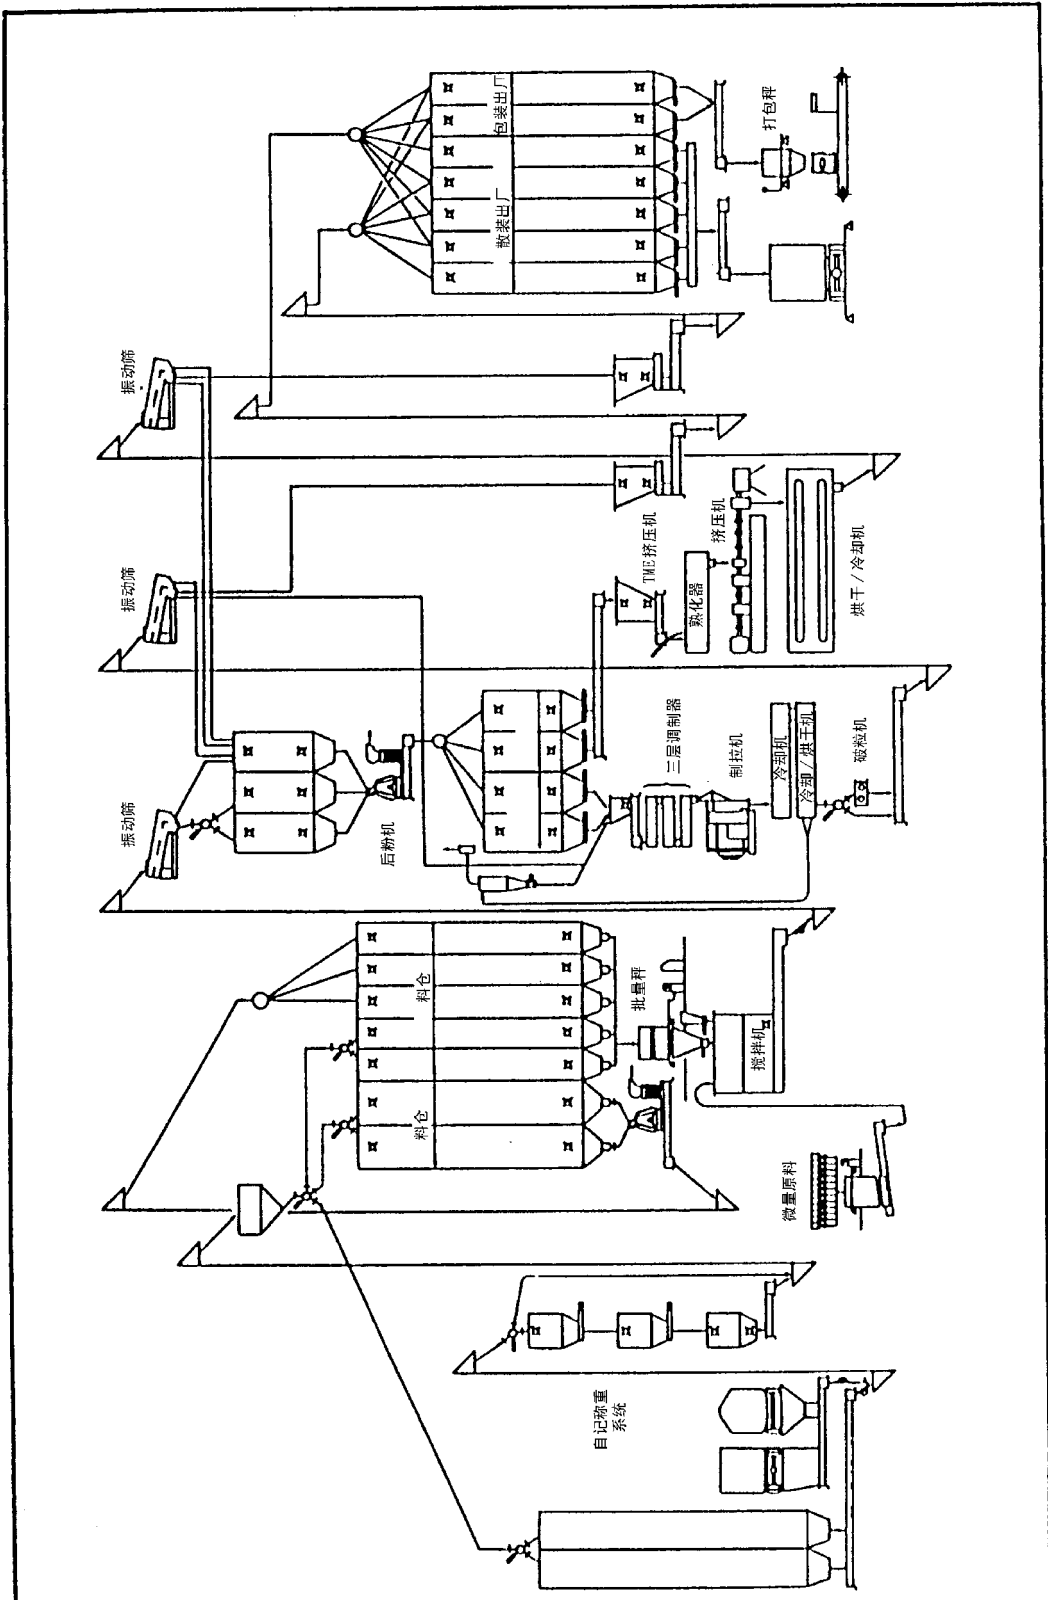 振动筛
振动筛
振动筛
后粉机
料仓
料仓
散装出厂
包装出厂
自记称重
系统
批量秤
TME挤压机
三层调制器
熟化器
挤压机
制拉机
搅拌机
打包秤
冷却机
微量原料
冷却/烘干机
破粒机
烘干/冷却机